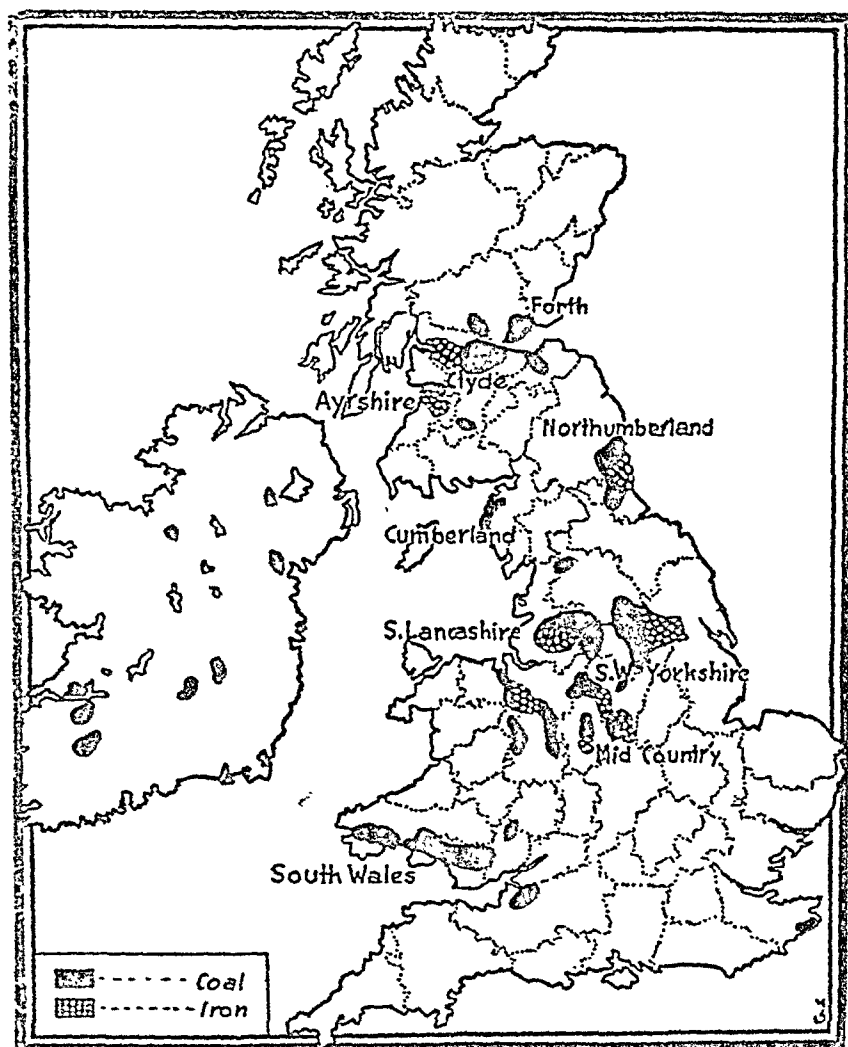 Forth
Clyde
Ayrshire
Northumberland
Cumberland
S. Lancashire
S.W. Yorkshire
Mid Country
South Wales
Coal
Iron